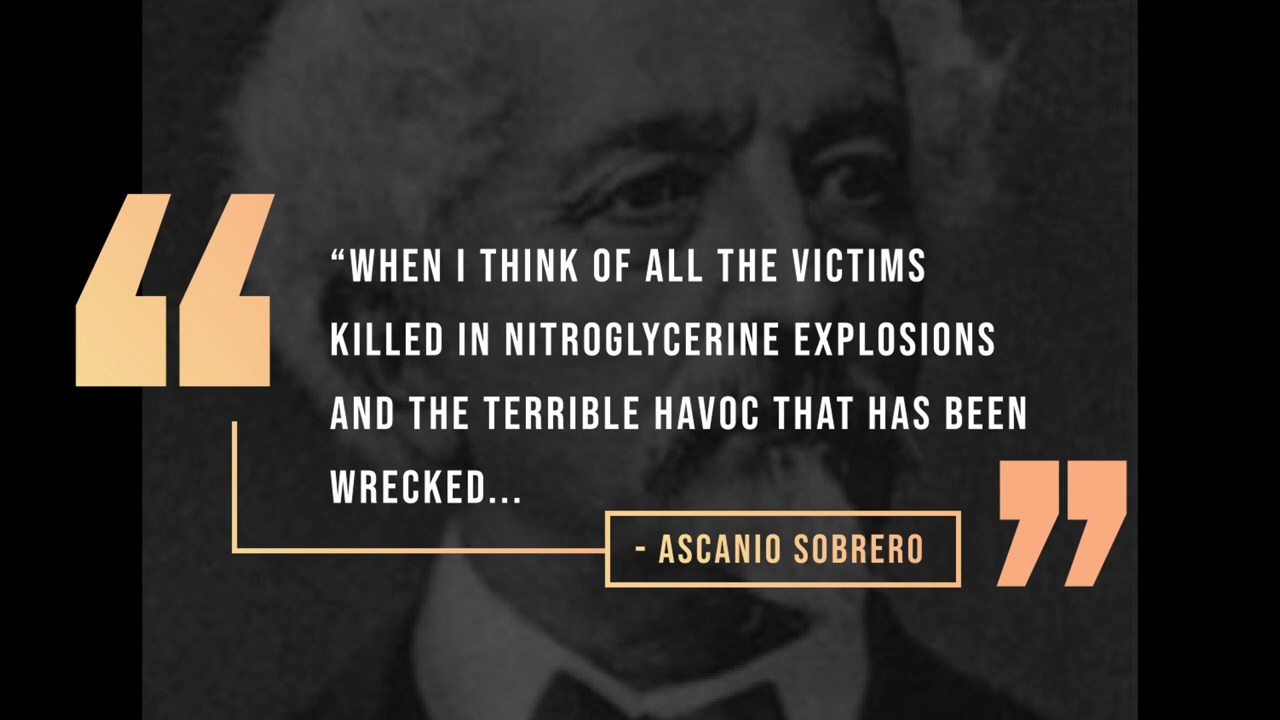 “WHEN I THINK OF ALL THE VICTIMS
KILLED IN NITROGLYCERINE EXPLOSIONS
AND THE TERRIBLE HAVOC THAT HAS BEEN
WRECKED...
- ASCANIO SOBRERO